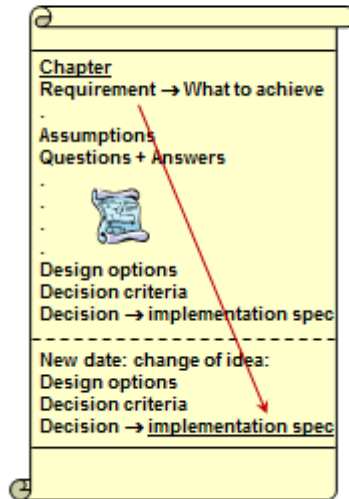 Chapter
Requirement → What to achieve
.
Assumptions
Questions + Answers
.
.
.
.
Design options
Decision criteria
Decision → implementation spec
New date: change of idea:
Design options
Decision criteria
Decision → implementation spec